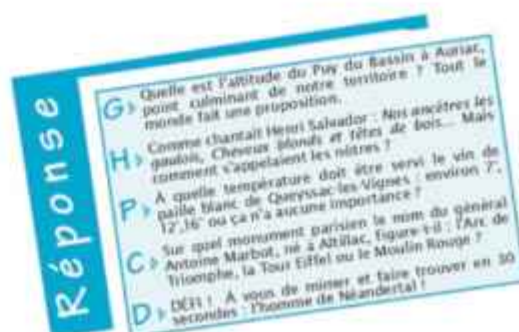 Réponse
G Quelle est l'altitude du Puy du Bassin à Auriac,
point culminant de notre territoire ? Tout le
monde fait une proposition.
H Comme chantait Henri Salvador : Nos ancêtres les
gaulois, Cheveux blonds et têtes de bois... Mais
comment s'appelaient les nôtres ?
P A quelle température doit être servi le vin de
paille blanc de Queyssac-les-Vignes : environ 7°,
12°, 16° ou ça n'a aucune importance ?
C Sur quel monument parisien le nom du général
Antoine Marbot, né à Altillac, figure-t-il : l'Arc de
Triomphe, la Tour Eiffel ou le Moulin Rouge ?
D DÉFI ! A vous de mimer et faire trouver en 30
secondes : l'homme de Néandertal !